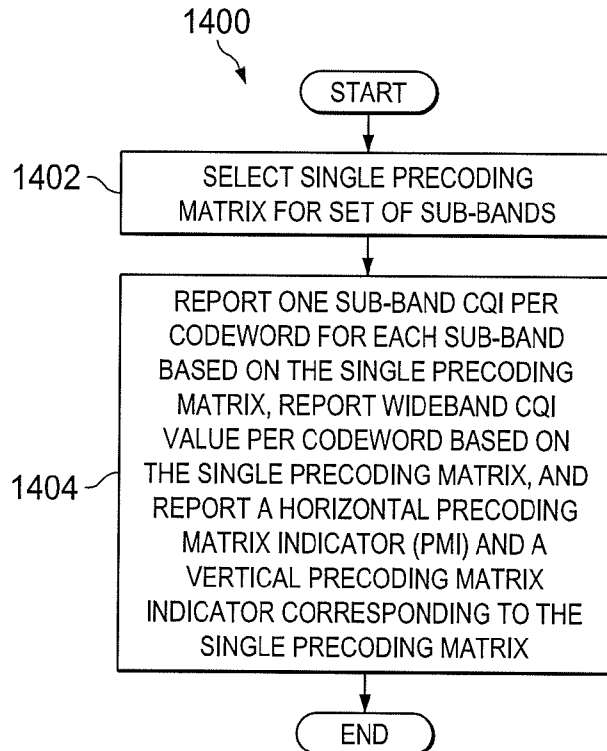 1400
START
1402
SELECT SINGLE PRECODING
MATRIX FOR SET OF SUB-BANDS
REPORT ONE SUB-BAND CQI PER
CODEWORD FOR EACH SUB-BAND
BASED ON THE SINGLE PRECODING
MATRIX, REPORT WIDEBAND CQI
VALUE PER CODEWORD BASED ON
THE SINGLE PRECODING MATRIX, AND
1404
REPORT A HORIZONTAL PRECODING
MATRIX INDICATOR (PMI) AND A
VERTICAL PRECODING MATRIX
INDICATOR CORRESPONDING TO THE
SINGLE PRECODING MATRIX
END